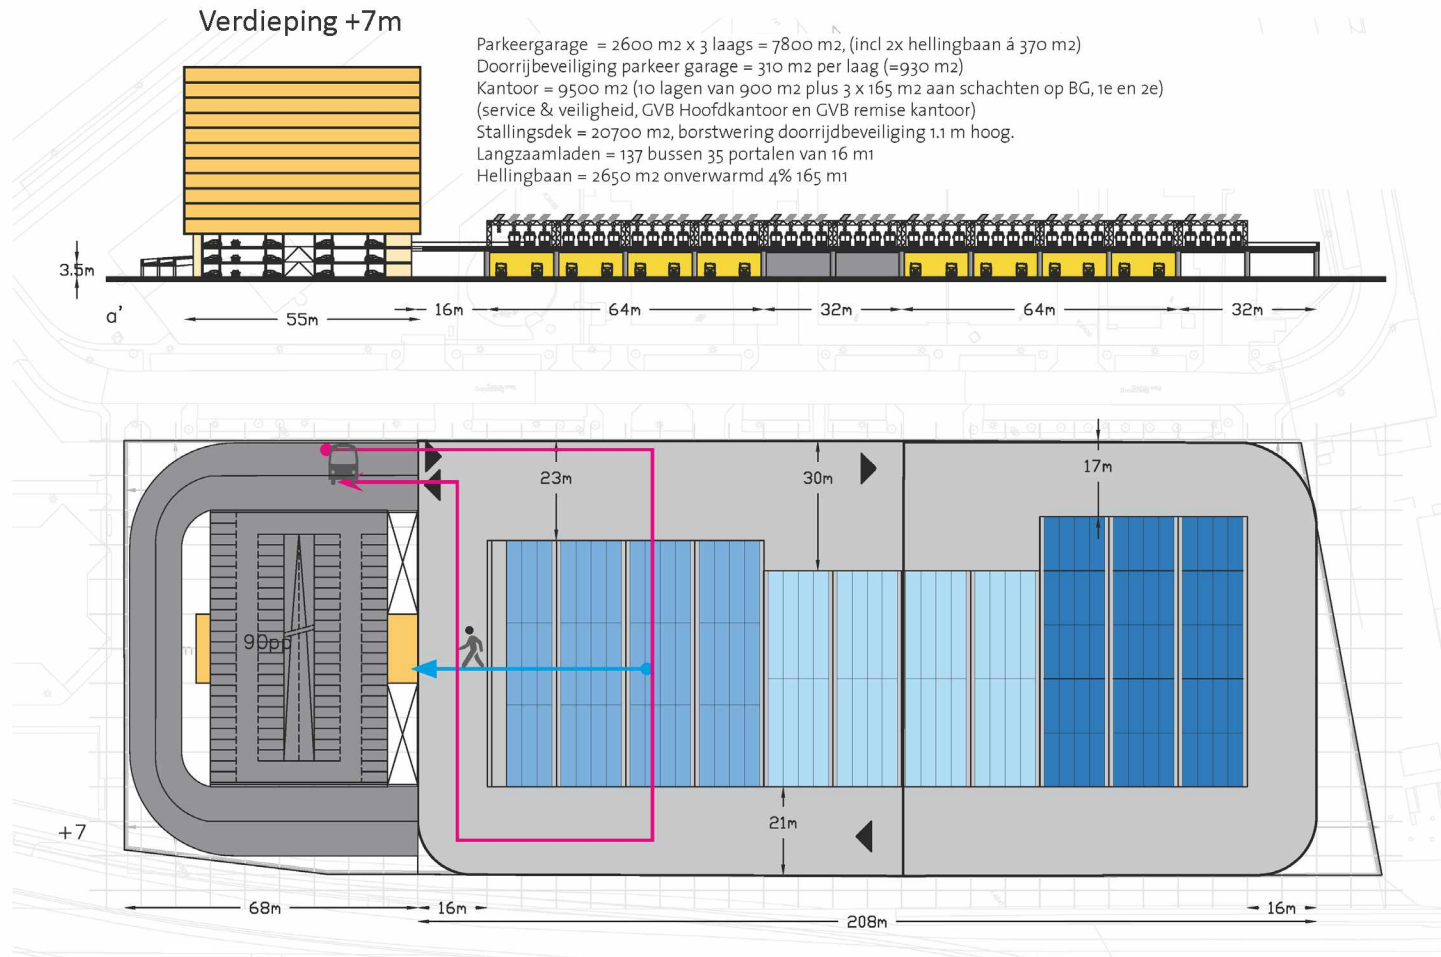 Verdieping +7m
Parkeergarage = 2600 m2 x 3 laags = 7800 m2, (incl 2x hellingbaan á 370 m2)
Doorrijbeveiliging parkeer garage = 310 m2 per laag (=930 m2)
Kantoor = 9500 m2 (10 lagen van 900 m2 plus 3 x 165 m2 aan schachten op BG, 1e en 2e)
(service & veiligheid, GVB Hoofdkantoor en GVB remise kantoor)
Stallingsdek = 20700 m2, borstwering doorrijdbeveiliging 1.1 m hoog.
Langzaamladen = 137 bussen 35 portalen van 16 m1
Hellingbaan = 2650 m2 onverwarmd 4% 165 m1
3.5m
a'
55m
16m
64m
32m
64m
32m
23m
30m
17m
90pp
m
21m
+7
68m
16m
208m
16m